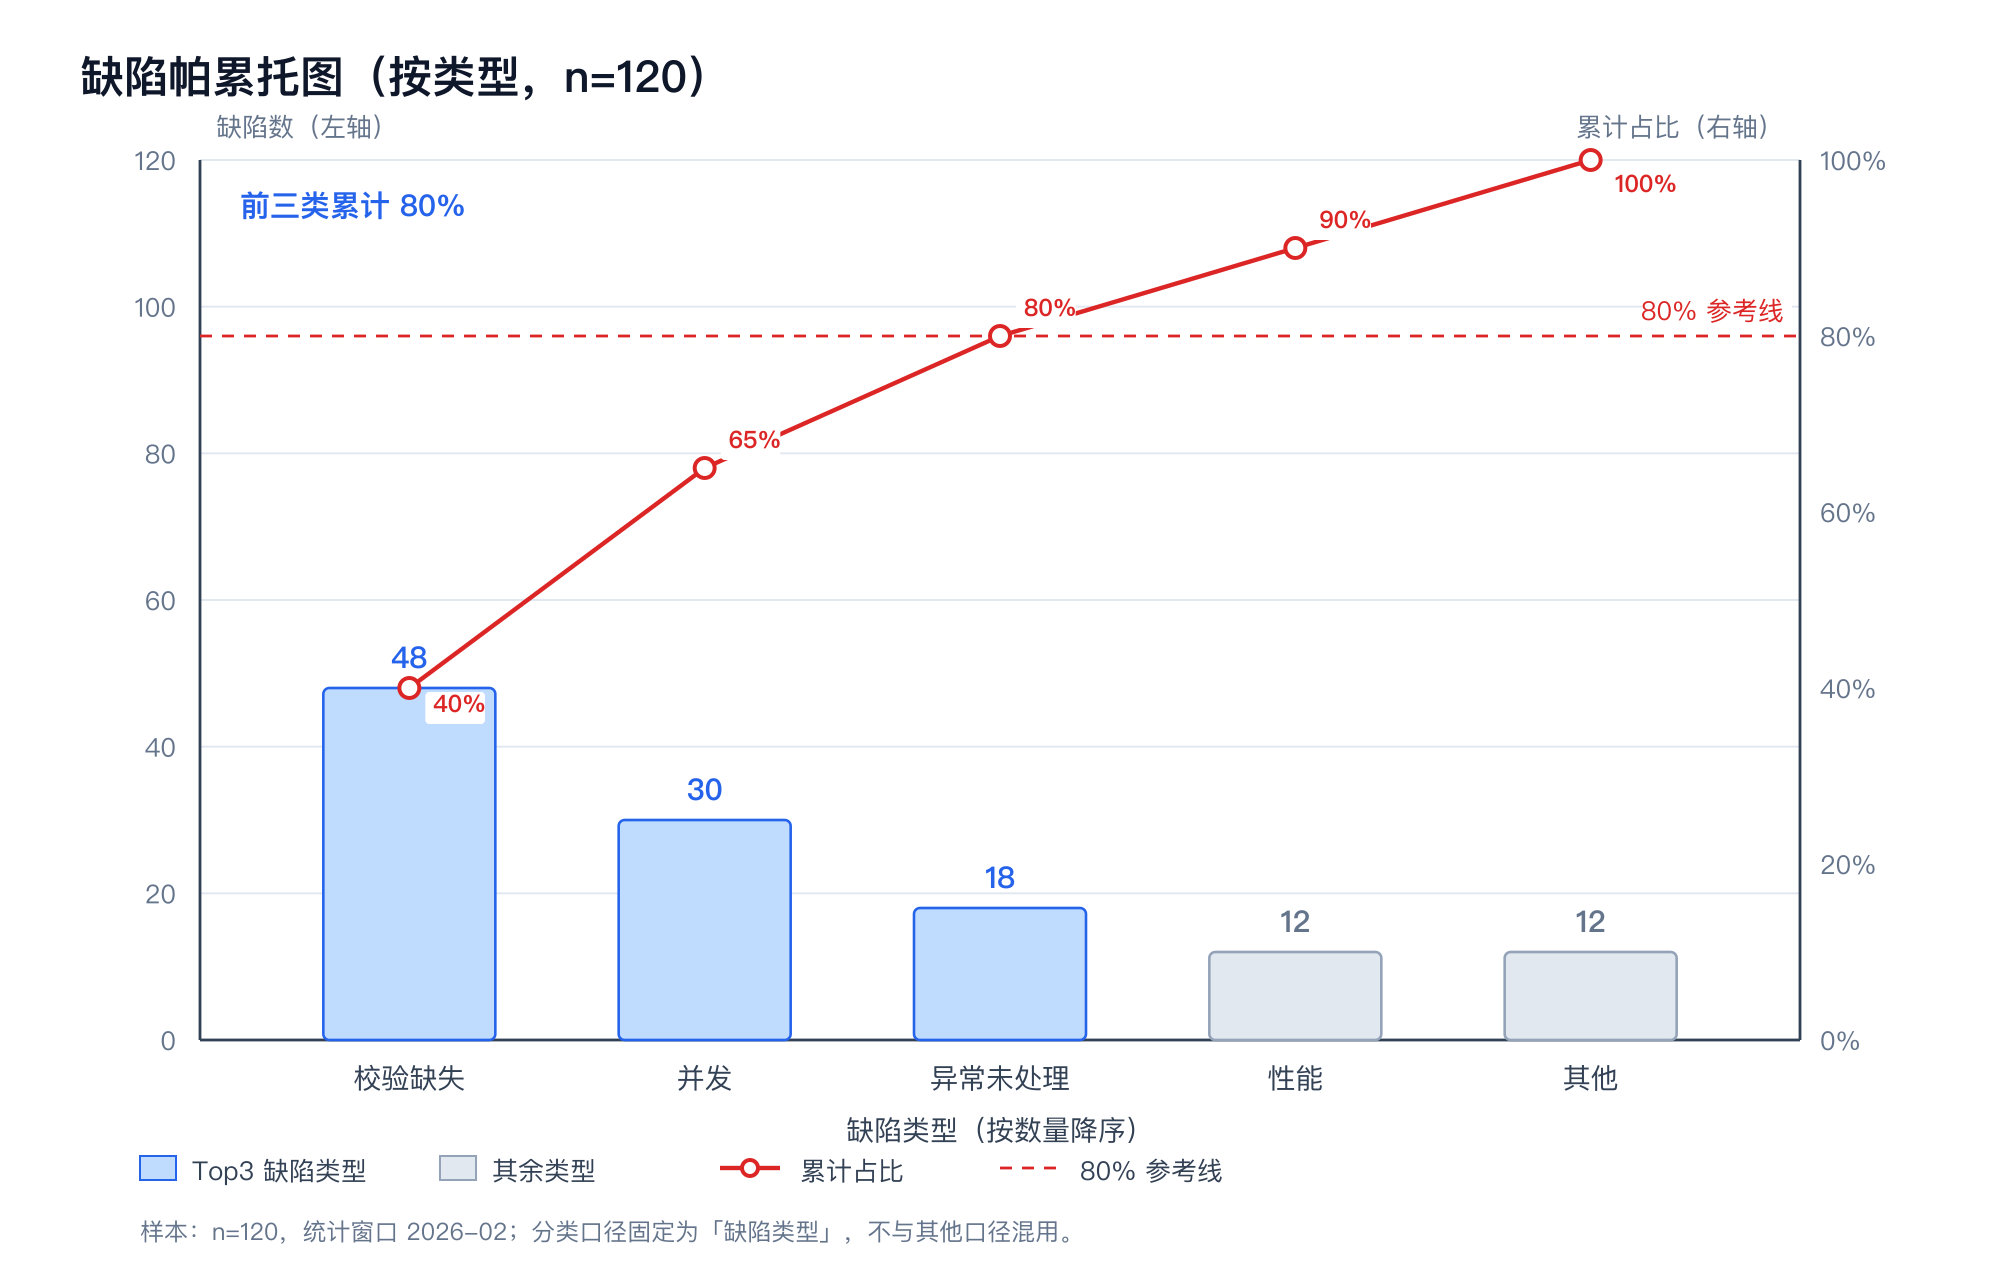 缺陷帕累托图（按类型，n=120）
缺陷数（左轴）
累计占比（右轴）
120
100%
前三类累计 80%
100%
90%
100
80%
80% 参考线
80%
80
65%
60%
60
48
40%
40%
40
30
20%
20
18
12
12
0
0%
校验缺失
并发
异常未处理
性能
其他
缺陷类型（按数量降序）
Top3 缺陷类型
其余类型
累计占比
80% 参考线
样本：n=120，统计窗口 2026-02；分类口径固定为「缺陷类型」，不与其他口径混用。